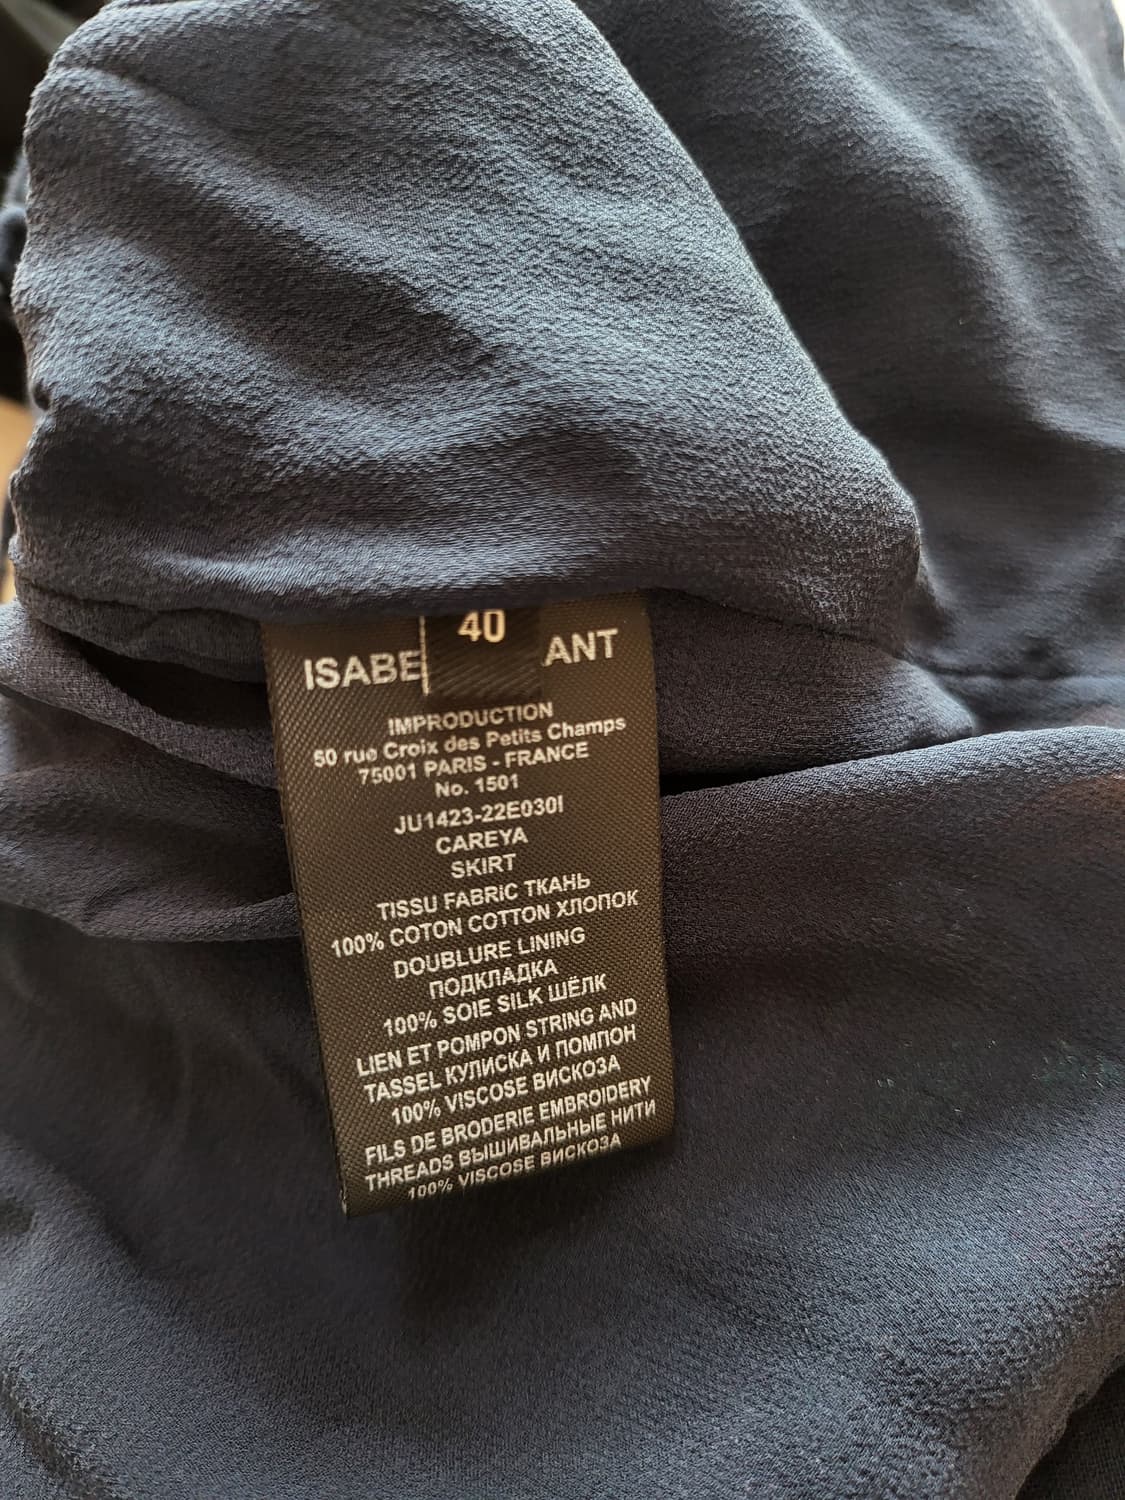 40
ISABE ANT
IMPRODUCTION
50 rue Croix des Petits Champs
75001 PARIS - FRANCE
No. 1501
JU1423-22E030I
CAREYA
SKIRT
TISSU FABRIC ТКАНЬ
100% COTON COTTON ХЛОПОК
DOUBLURE LINING
ПОДКЛАДКА
100% SOIE SILK ШЁЛК
LIEN ET POMPON STRING AND
TASSEL КУЛИСКА И ПОМПОН
100% VISCOSE ВИСКОЗА
FILS DE BRODERIE EMBROIDERY
THREADS ВЫШИВАЛЬНЫЕ НИТИ
100% VISCOSE ВИСКОЗА